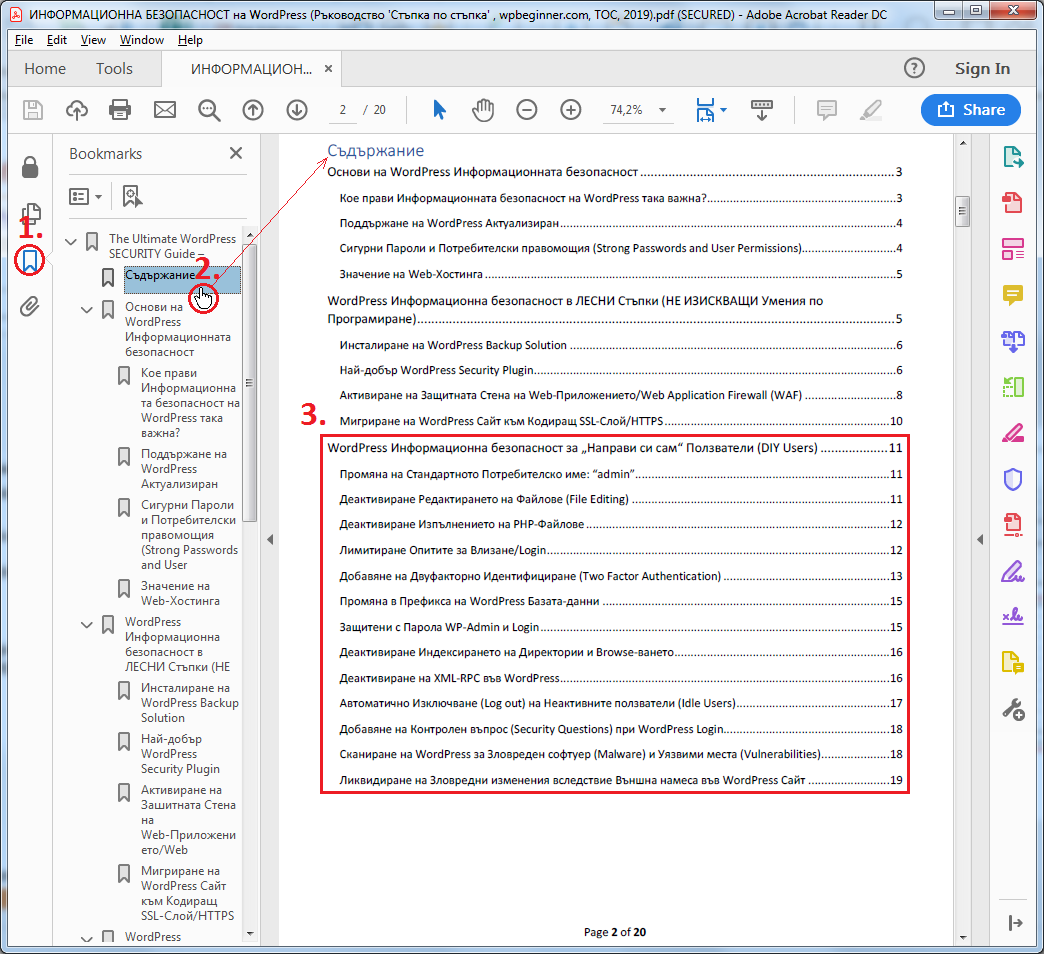 ИНФОРМАЦИОННА БЕЗОПАСНОСТ на WordPress (Ръководство 'Стъпка по стъпка' , wpbeginner.com, TOC, 2019).pdf (SECURED) - Adobe Acrobat Reader DC
File Edit View Window Help
Home Tools ИНФОРМАЦИОН... × ? Sign In
2 / 20 74,2% Share
Bookmarks
1.
The Ultimate WordPress
SECURITY Guide –
2.
Съдържание
Основи на
WordPress
Информационната
безопасност
Кое прави
Информационна
та безопасност на
WordPress така
важна?
Поддържане на
WordPress
Актуализиран
Сигурни Пароли
и Потребителски
правомощия
(Strong Passwords
and User
Значение на
Web-Хостинга
WordPress
Информационна
безопасност в
ЛЕСНИ Стъпки (НЕ
Инсталиране на
WordPress Backup
Solution
Най-добър
WordPress
Security Plugin
Активиране на
Зашитната Стена
на
Web-Приложени
ето/Web
Мигриране на
WordPress Сайт
към Кодиращ
SSL-Слой/HTTPS
WordPress
Съдържание
Основи на WordPress Информационната безопасност 3
Кое прави Информационната безопасност на WordPress така важна? 3
Поддържане на WordPress Актуализиран 4
Сигурни Пароли и Потребителски правомощия (Strong Passwords and User Permissions) 4
Значение на Web-Хостинга 5
WordPress Информационна безопасност в ЛЕСНИ Стъпки (НЕ ИЗИСКВАЩИ Умения по
Програмиране) 5
Инсталиране на WordPress Backup Solution 6
Най-добър WordPress Security Plugin 6
Активиране на Защитната Стена на Web-Приложението/Web Application Firewall (WAF) 8
Мигриране на WordPress Сайт към Кодиращ SSL-Слой/HTTPS 10
3.
WordPress Информационна безопасност за „Направи си сам“ Ползватели (DIY Users) 11
Промяна на Стандартното Потребителско име: “admin” 11
Деактивиране Редактирането на Файлове (File Editing) 11
Деактивиране Изпълнението на PHP-Файлове 12
Лимитиране Опитите за Влизане/Login 12
Добавяне на Двуфакторно Идентифициране (Two Factor Authentication) 13
Промяна в Префикса на WordPress Базата-данни 15
Защитени с Парола WP-Admin и Login 15
Деактивиране Индексирането на Директории и Browse-ването 16
Деактивиране на XML-RPC във WordPress 16
Автоматично Изключване (Log out) на Неактивните ползватели (Idle Users) 17
Добавяне на Контролен въпрос (Security Questions) при WordPress Login 18
Сканиране на WordPress за Зловреден софтуер (Malware) и Уязвими места (Vulnerabilities) 18
Ликвидиране на Зловредни изменения вследствие Външна намеса във WordPress Сайт 19
Page 2 of 20